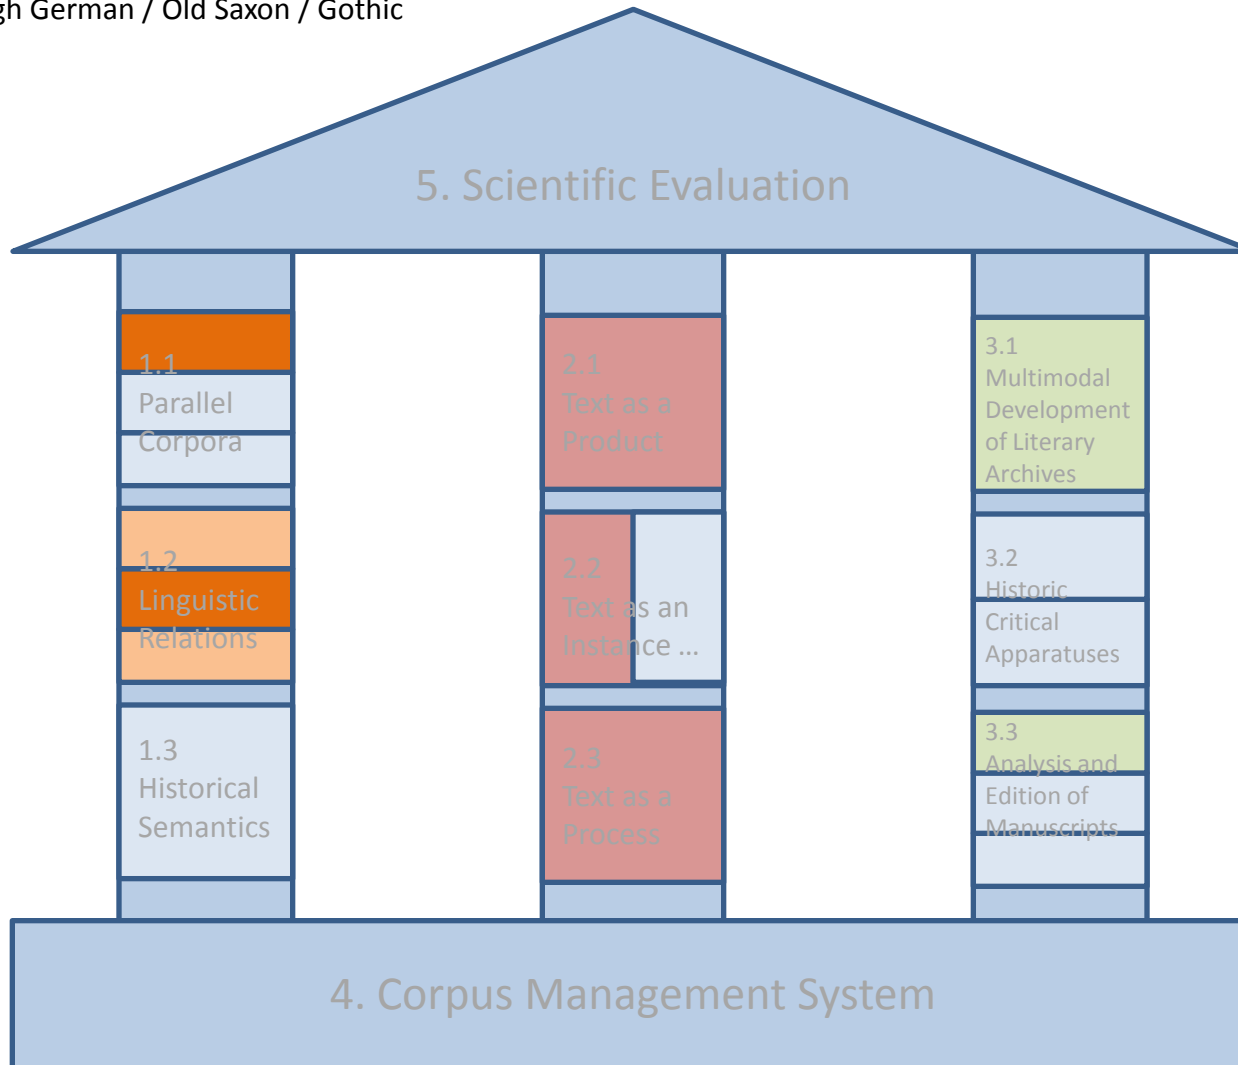 gh German / Old Saxon / Gothic
5. Scientific Evaluation
1.1
Parallel
Corpora
1.2
Linguistic
Relations
1.3
Historical
Semantics
2.1
Text as a
Product
2.2
Text as an
Instance ...
2.3
Text as a
Process
3.1
Multimodal
Development
of Literary
Archives
3.2
Historic
Critical
Apparatuses
3.3
Analysis and
Edition of
Manuscripts
4. Corpus Management System